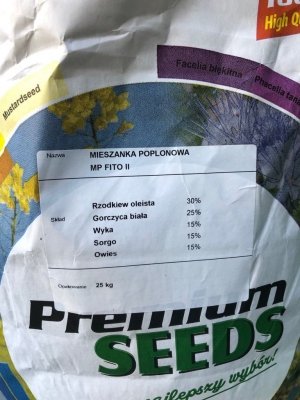 High Q
Mustardseed
Facelia błękitna
Phacelia
Nazwa MIESZANKA POPLONOWA
MP FITO II
Rzodkiew oleista 30%
Skład Gorczyca biała 25%
Wyka 15%
Sorgo 15%
Owies 15%
Opakowanie 25 kg
Premium
SEEDS
najlepszy wybór!